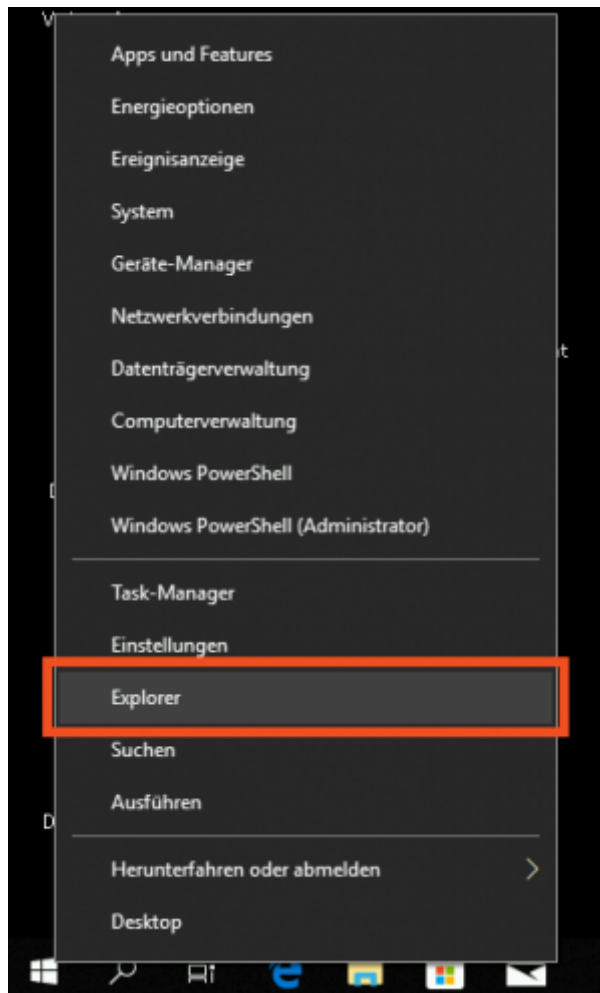 Apps und Features
Energieoptionen
Ereignisanzeige
System
Geräte-Manager
Netzwerkverbindungen
Datenträgerverwaltung
Computerverwaltung
Windows PowerShell
Windows PowerShell (Administrator)
Task-Manager
Einstellungen
Explorer
Suchen
Ausführen
Herunterfahren oder abmelden
Desktop